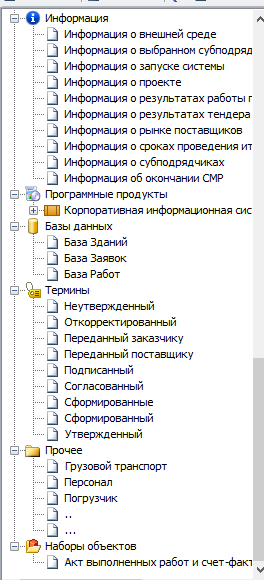 Информация
Информация о внешней среде
Информация о выбранном субподряд
Информация о запуске системы
Информация о проекте
Информация о результатах работы г
Информация о результатах тендера
Информация о рынке поставщиков
Информация о сроках проведения ит
Информация о субподрядчиках
Информация об окончании СМР
Программные продукты
Корпоративная информационная сис
Базы данных
База Зданий
База Заявок
База Работ
Термины
Неутвержденный
Откорректированный
Переданный заказчику
Переданный поставщику
Подписанный
Согласованный
Сформированные
Сформированный
Утвержденный
Прочее
Грузовой транспорт
Персонал
Погрузчик
..
...
Наборы объектов
Акт выполненных работ и счет-факт